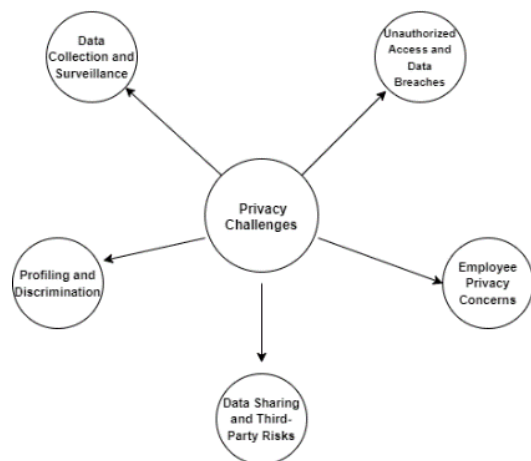 Data
Collection and
Surveillance
Unauthorized
Access and
Data
Breaches
Privacy
Challenges
Profiling and
Discrimination
Employee
Privacy
Concerns
Data Sharing
and Third-
Party Risks